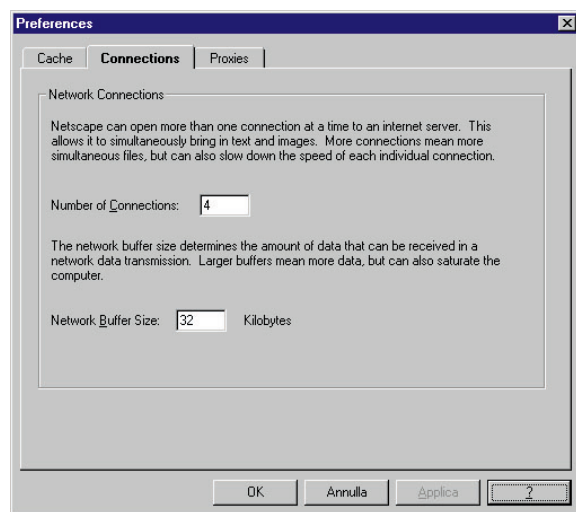 Preferences
Cache Connections Proxies
Network Connections
Netscape can open more than one connection at a time to an internet server. This
allows it to simultaneously bring in text and images. More connections mean more
simultaneous files, but can also slow down the speed of each individual connection.
Number of Connections: 4
The network buffer size determines the amount of data that can be received in a
network data transmission. Larger buffers mean more data, but can also saturate the
computer.
Network Buffer Size: 32 Kilobytes
OK Annulla Applica ?